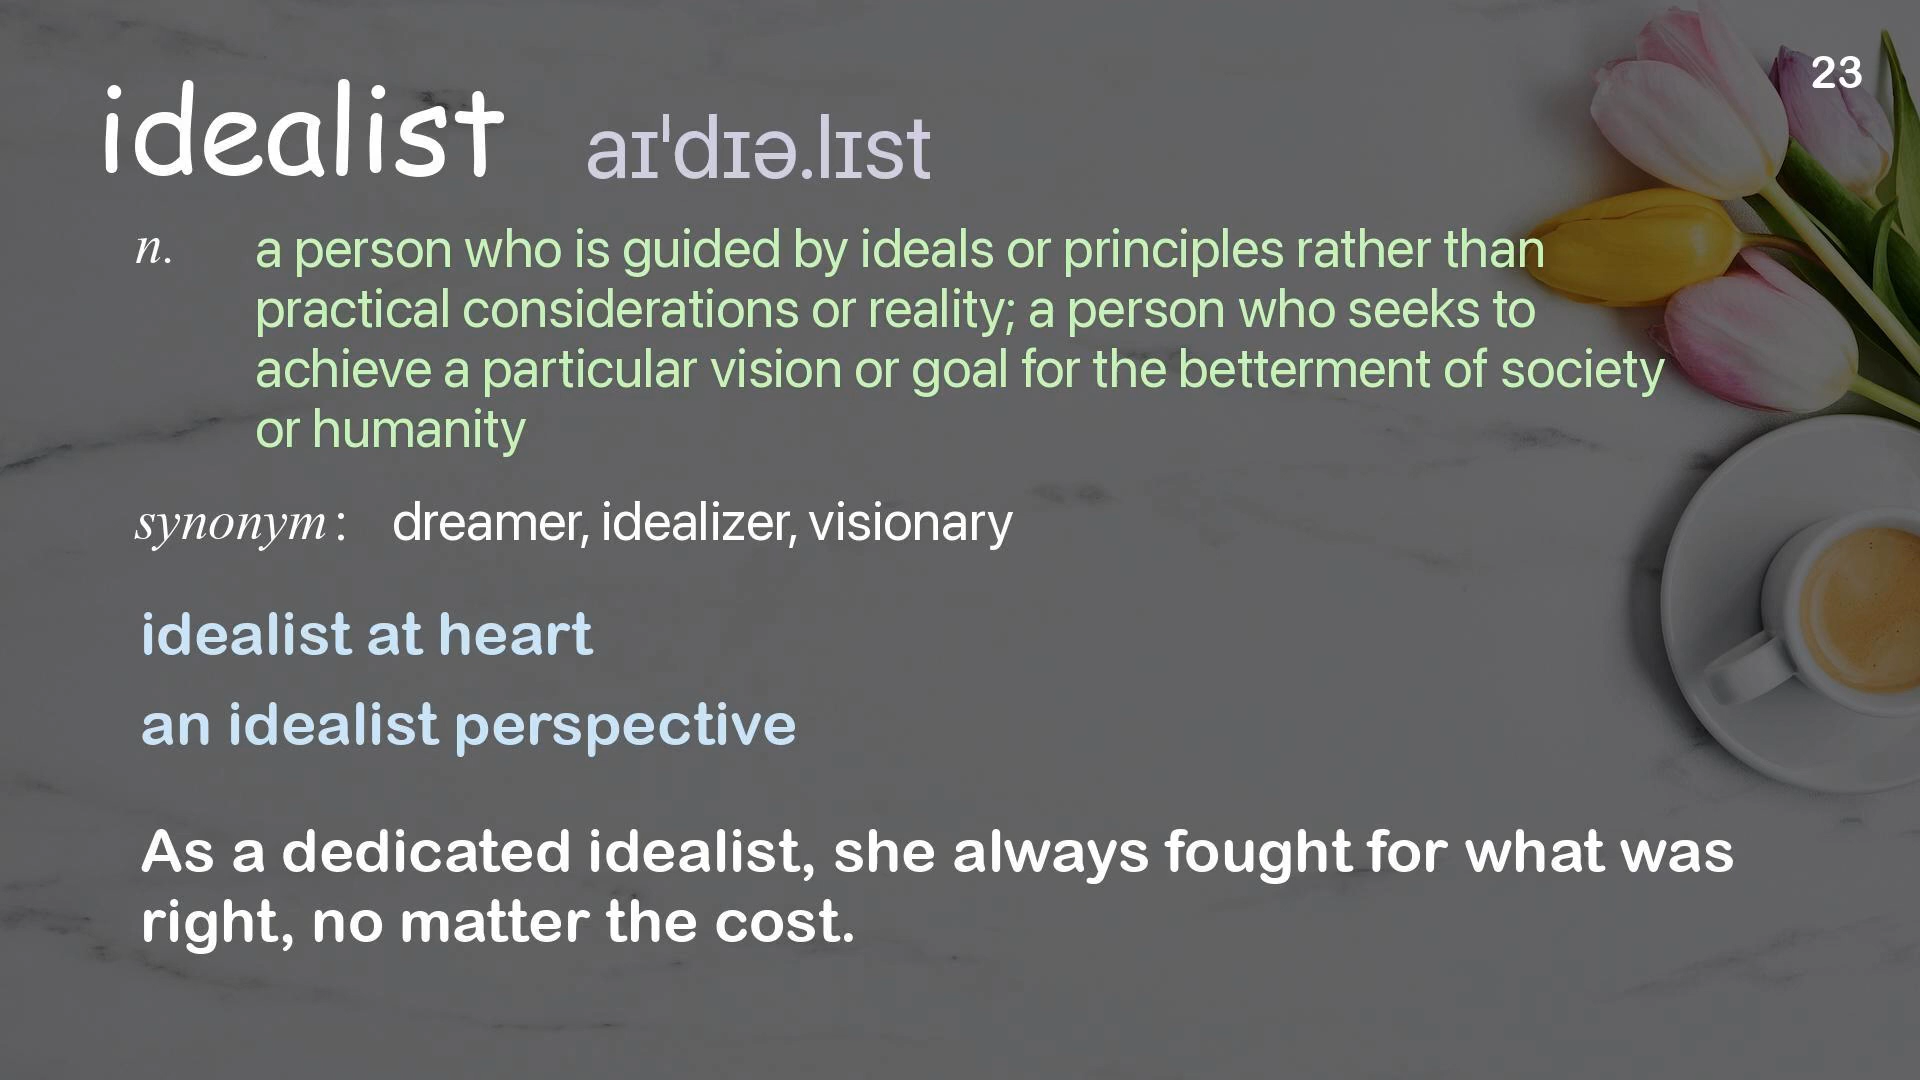 23
idealist aɪˈdɪə.lɪst
n. a person who is guided by ideals or principles rather than
practical considerations or reality; a person who seeks to
achieve a particular vision or goal for the betterment of society
or humanity
synonym: dreamer, idealizer, visionary
idealist at heart
an idealist perspective
As a dedicated idealist, she always fought for what was
right, no matter the cost.